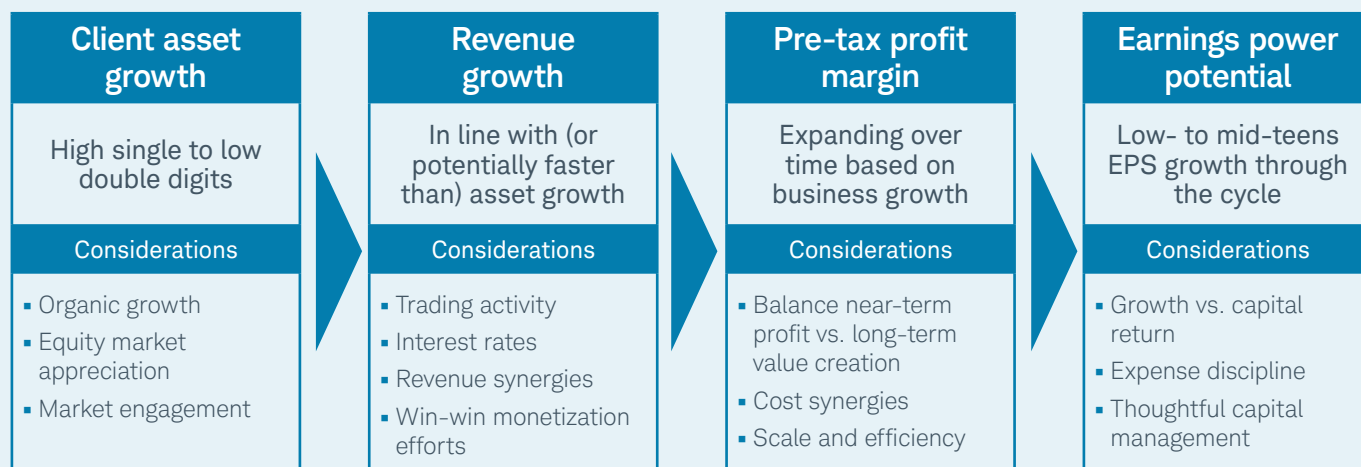 Client asset
growth
High single to low
double digits
Considerations
▪ Organic growth
▪ Equity market
appreciation
▪ Market engagement
Revenue
growth
In line with (or
potentially faster
than) asset growth
Considerations
▪ Trading activity
▪ Interest rates
▪ Revenue synergies
▪ Win-win monetization
efforts
Pre-tax profit
margin
Expanding over
time based on
business growth
Considerations
▪ Balance near-term
profit vs. long-term
value creation
▪ Cost synergies
▪ Scale and efficiency
Earnings power
potential
Low- to mid-teens
EPS growth through
the cycle
Considerations
▪ Growth vs. capital
return
▪ Expense discipline
▪ Thoughtful capital
management